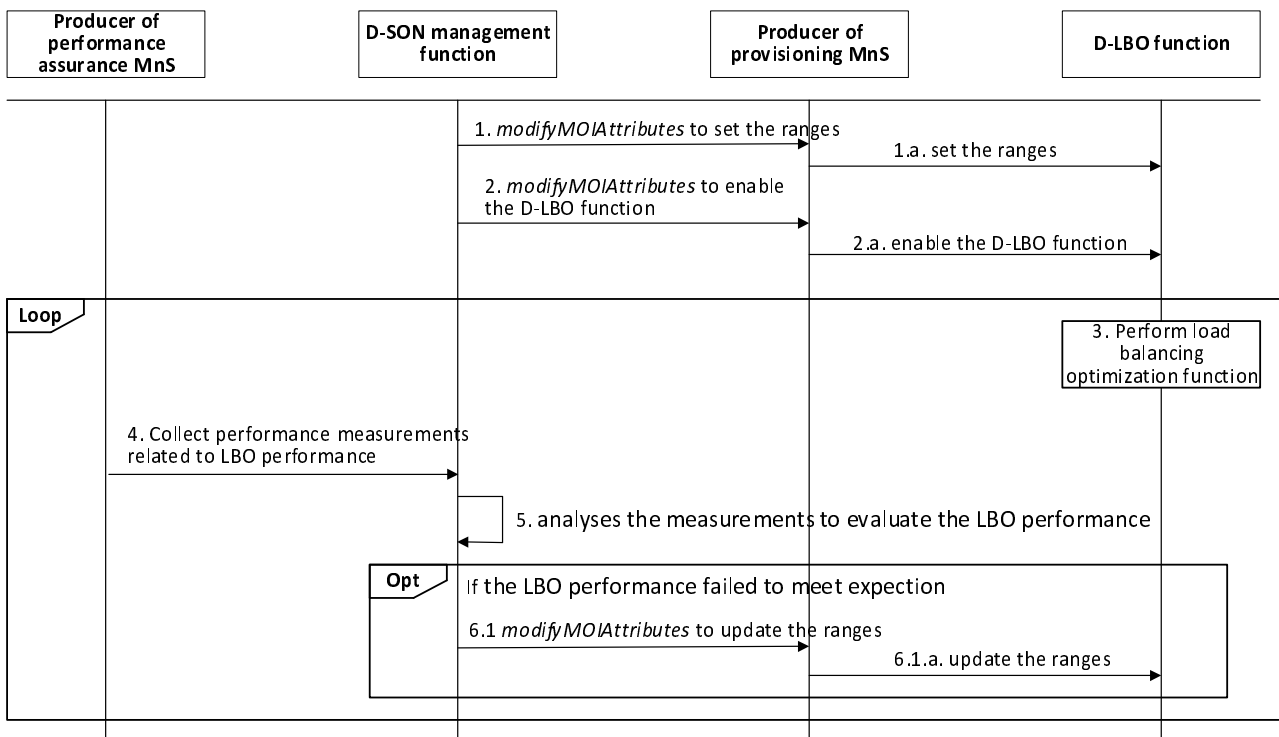 Producer of
performance
assurance MnS
D-SON management
function
Producer of
provisioning MnS
D-LBO function
1. modifyMOIAttributes to set the ranges
1.a. set the ranges
2. modifyMOIAttributes to enable
the D-LBO function
2.a. enable the D-LBO function
Loop
3. Perform load
balancing
optimization function
4. Collect performance measurements
related to LBO performance
5. analyses the measurements to evaluate the LBO performance
Opt
If the LBO performance failed to meet expection
6.1 modifyMOIAttributes to update the ranges
6.1.a. update the ranges